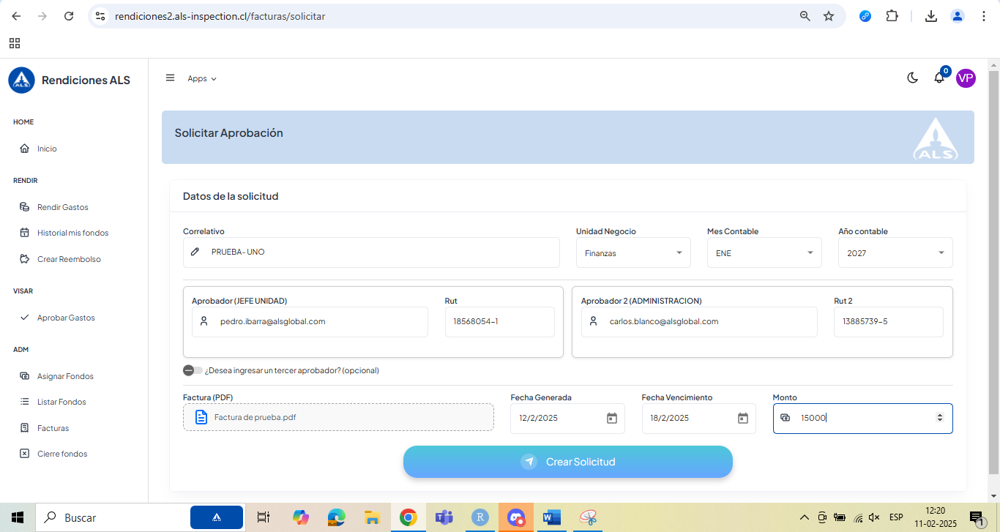 rendiciones2.als-inspection.cl/facturas/solicitar
ALS
Rendiciones ALS
Apps
0
VP
HOME
Inicio
RENDIR
Rendir Gastos
Historial mis fondos
Crear Reembolso
VISAR
Aprobar Gastos
ADM
Asignar Fondos
Listar Fondos
Facturas
Cierre fondos
Solicitar Aprobación
ALS
Datos de la solicitud
Correlativo
PRUEBA- UNO
Unidad Negocio
Finanzas
Mes Contable
ENE
Año contable
2027
Aprobador (JEFE UNIDAD)
pedro.ibarra@alsglobal.com
Rut
18568054-1
Aprobador 2 (ADMINISTRACION)
carlos.blanco@alsglobal.com
Rut 2
13885739-5
¿Desea ingresar un tercer aprobador? (opcional)
Factura (PDF)
Factura de prueba.pdf
Fecha Generada
12/2/2025
Fecha Vencimiento
18/2/2025
Monto
15000
Crear Solicitud
Buscar
R
W
ESP
12:20
11-02-2025
1